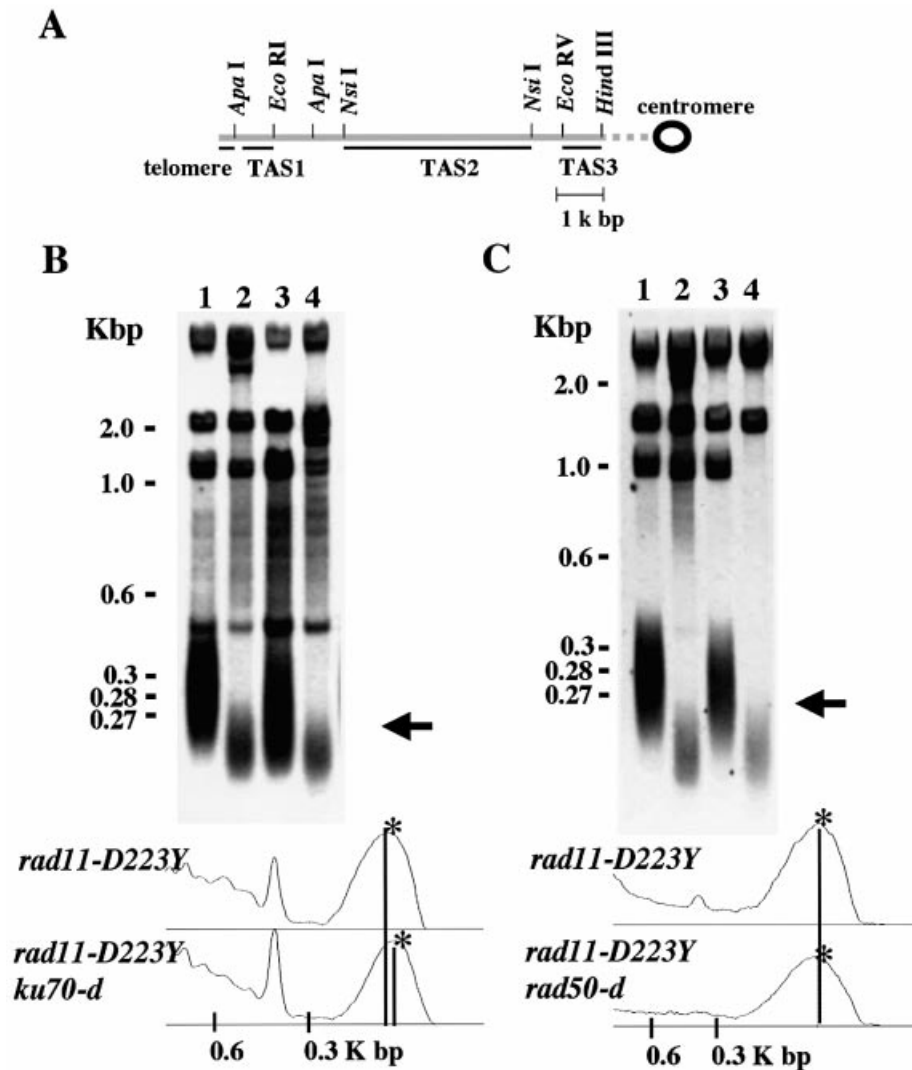 A
Apa I
Eco RI
Apa I
Nsi I
Nsi I
Eco RV
Hind III
centromere
telomere
TAS1
TAS2
TAS3
1 k bp
B
1 2 3 4
Kbp
2.0
1.0
0.6
0.3
0.28
0.27
*
rad11-D223Y
*
rad11-D223Y
ku70-d
0.6
0.3 K bp
C
1 2 3 4
2.0
1.0
0.6
0.3
0.28
0.27
*
rad11-D223Y
*
rad11-D223Y
rad50-d
0.6
0.3 K bp